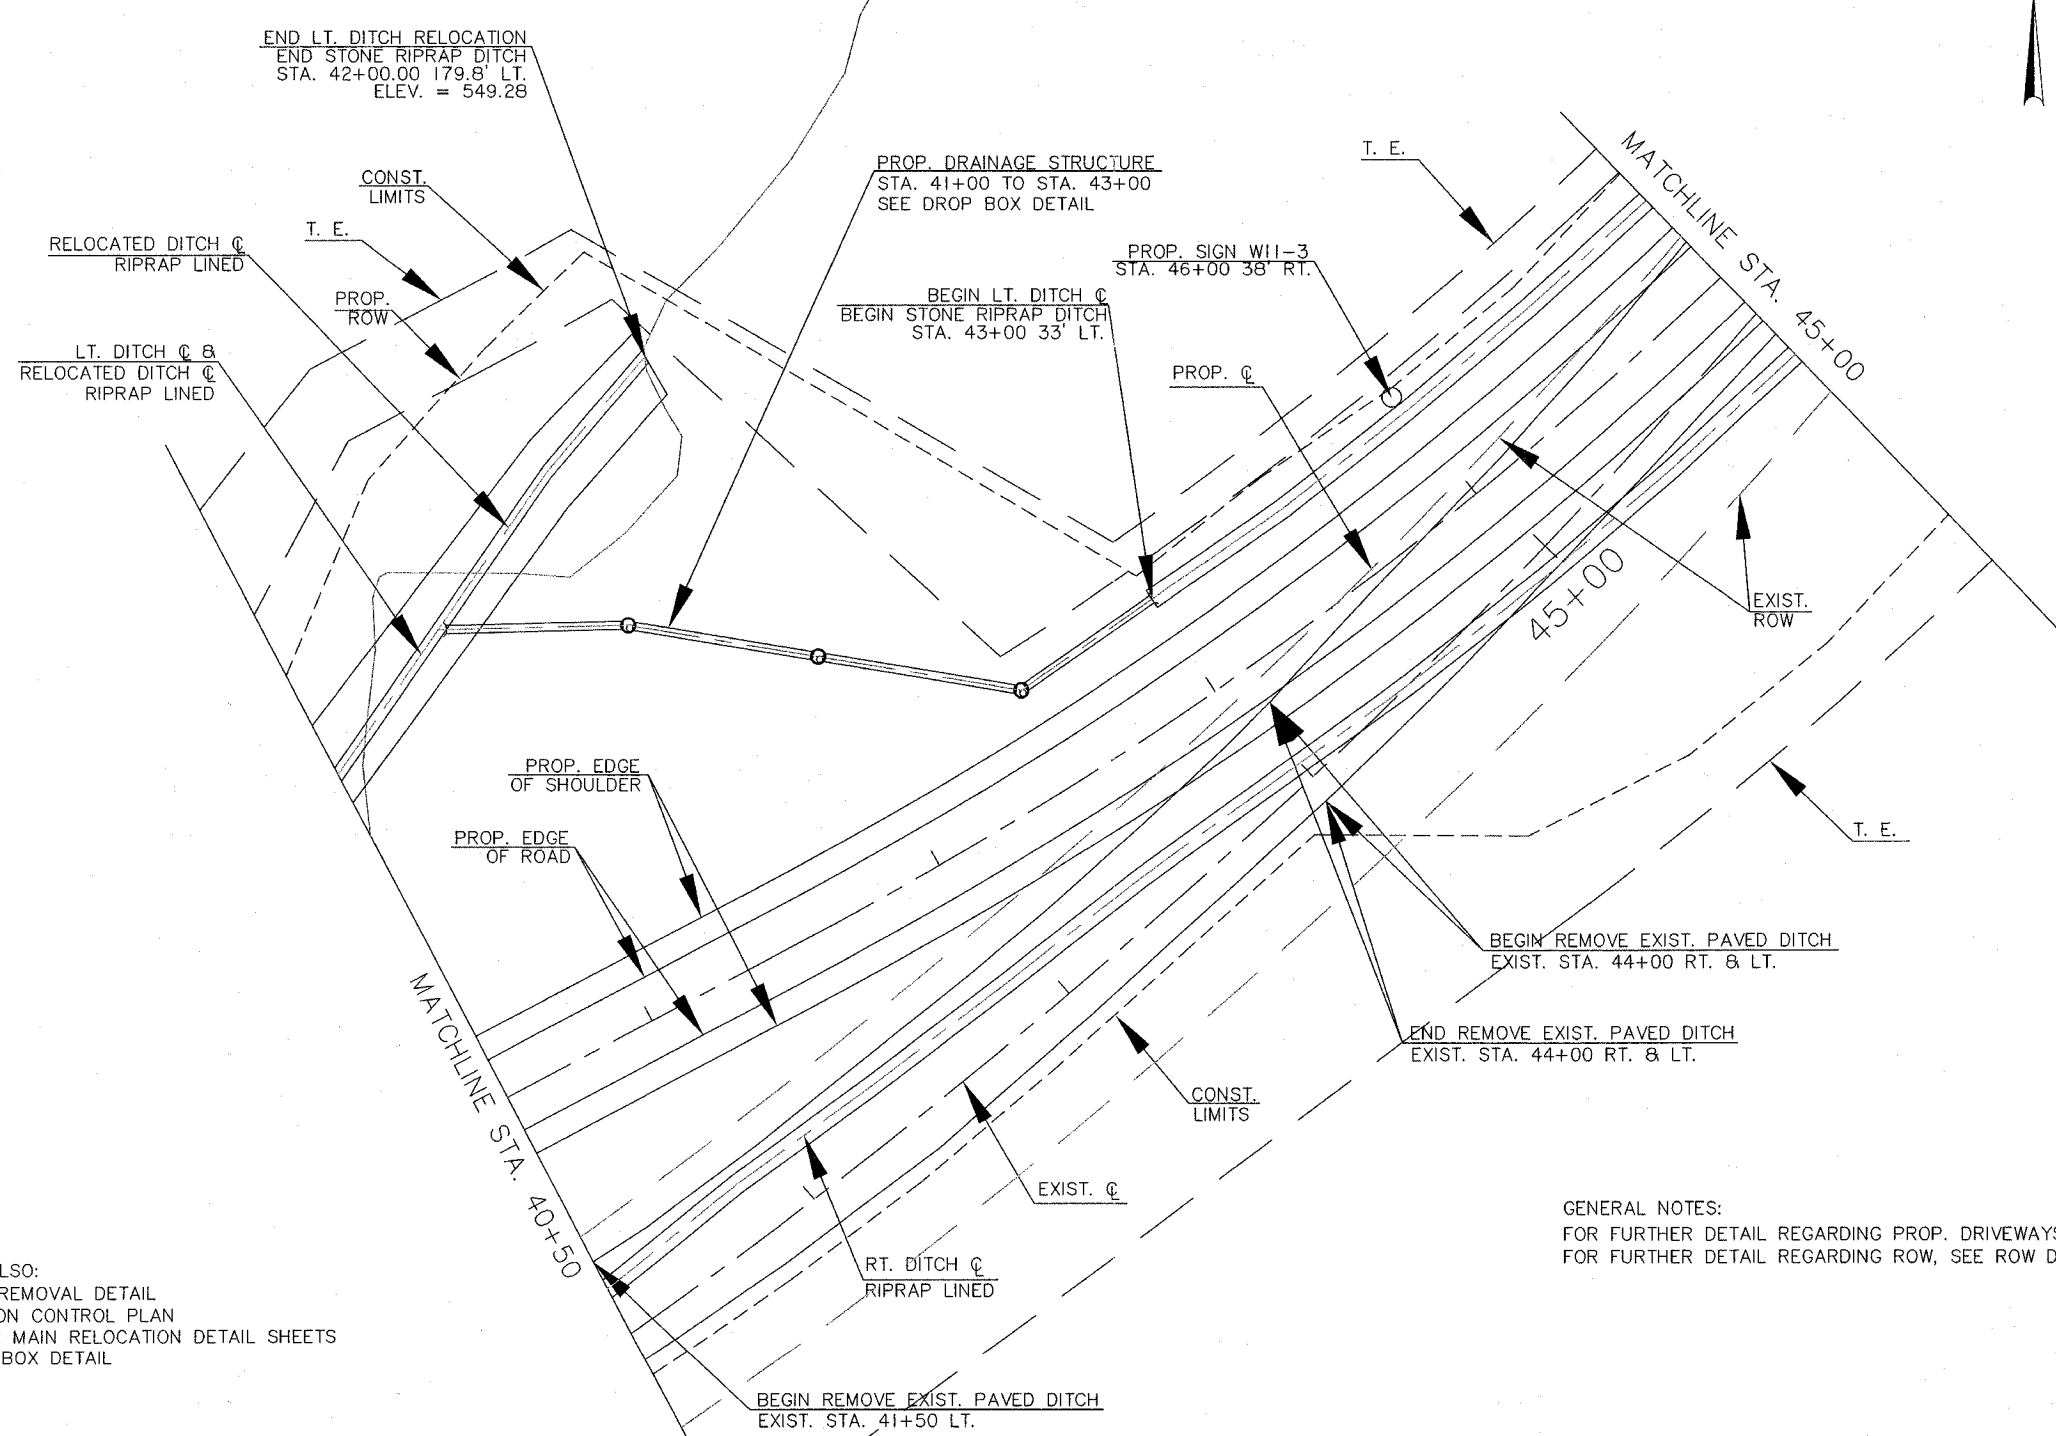 END LT. DITCH RELOCATION
END STONE RIPRAP DITCH
STA. 42+00.00 179.8' LT.
ELEV. = 549.28
CONST.
LIMITS
T. E.
RELOCATED DITCH ℄
RIPRAP LINED
PROP.
ROW
LT. DITCH ℄ &
RELOCATED DITCH ℄
RIPRAP LINED
PROP. DRAINAGE STRUCTURE
STA. 41+00 TO STA. 43+00
SEE DROP BOX DETAIL
T. E.
PROP. SIGN W11-3
STA. 46+00 38' RT.
BEGIN LT. DITCH ℄
BEGIN STONE RIPRAP DITCH
STA. 43+00 33' LT.
PROP. ℄
MATCHLINE STA. 45+00
45+00
EXIST.
ROW
T. E.
PROP. EDGE
OF SHOULDER
PROP. EDGE
OF ROAD
BEGIN REMOVE EXIST. PAVED DITCH
EXIST. STA. 44+00 RT. & LT.
END REMOVE EXIST. PAVED DITCH
EXIST. STA. 44+00 RT. & LT.
CONST.
LIMITS
MATCHLINE STA. 40+50
EXIST. ℄
RT. DITCH ℄
RIPRAP LINED
BEGIN REMOVE EXIST. PAVED DITCH
EXIST. STA. 41+50 LT.
LSO:
REMOVAL DETAIL
ON CONTROL PLAN
MAIN RELOCATION DETAIL SHEETS
BOX DETAIL
GENERAL NOTES:
FOR FURTHER DETAIL REGARDING PROP. DRIVEWAYS
FOR FURTHER DETAIL REGARDING ROW, SEE ROW D